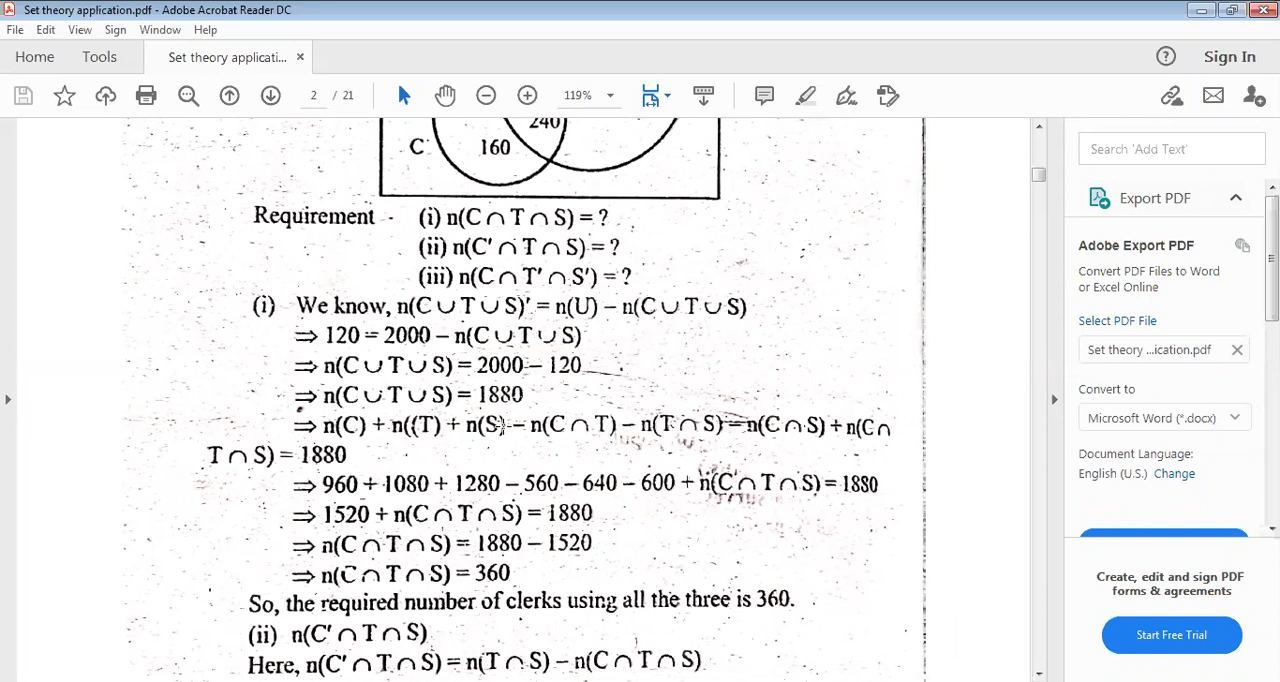 Set theory application.pdf - Adobe Acrobat Reader DC
File Edit View Sign Window Help
Home Tools Set theory applicati... × Sign In
2 / 21 119%
240
C 160
Requirement - (i) n(C ∩ T ∩ S) = ?
(ii) n(C′ ∩ T ∩ S) = ?
(iii) n(C ∩ T′ ∩ S′) = ?
(i) We know, n(C ∪ T ∪ S)′ = n(U) − n(C ∪ T ∪ S)
⇒ 120 = 2000 − n(C ∪ T ∪ S)
⇒ n(C ∪ T ∪ S) = 2000 − 120
⇒ n(C ∪ T ∪ S) = 1880
⇒ n(C) + n((T) + n(S) − n(C ∩ T) − n(T ∩ S) − n(C ∩ S) + n(C ∩
T ∩ S) = 1880
⇒ 960 + 1080 + 1280 − 560 − 640 − 600 + n(C ∩ T ∩ S) = 1880
⇒ 1520 + n(C ∩ T ∩ S) = 1880
⇒ n(C ∩ T ∩ S) = 1880 − 1520
⇒ n(C ∩ T ∩ S) = 360
So, the required number of clerks using all the three is 360.
(ii) n(C′ ∩ T ∩ S)
Here, n(C′ ∩ T ∩ S) = n(T ∩ S) − n(C ∩ T ∩ S)
Search 'Add Text'
Export PDF
Adobe Export PDF
Convert PDF Files to Word
or Excel Online
Select PDF File
Set theory ...ication.pdf ×
Convert to
Microsoft Word (*.docx)
Document Language:
English (U.S.) Change
Create, edit and sign PDF
forms & agreements
Start Free Trial